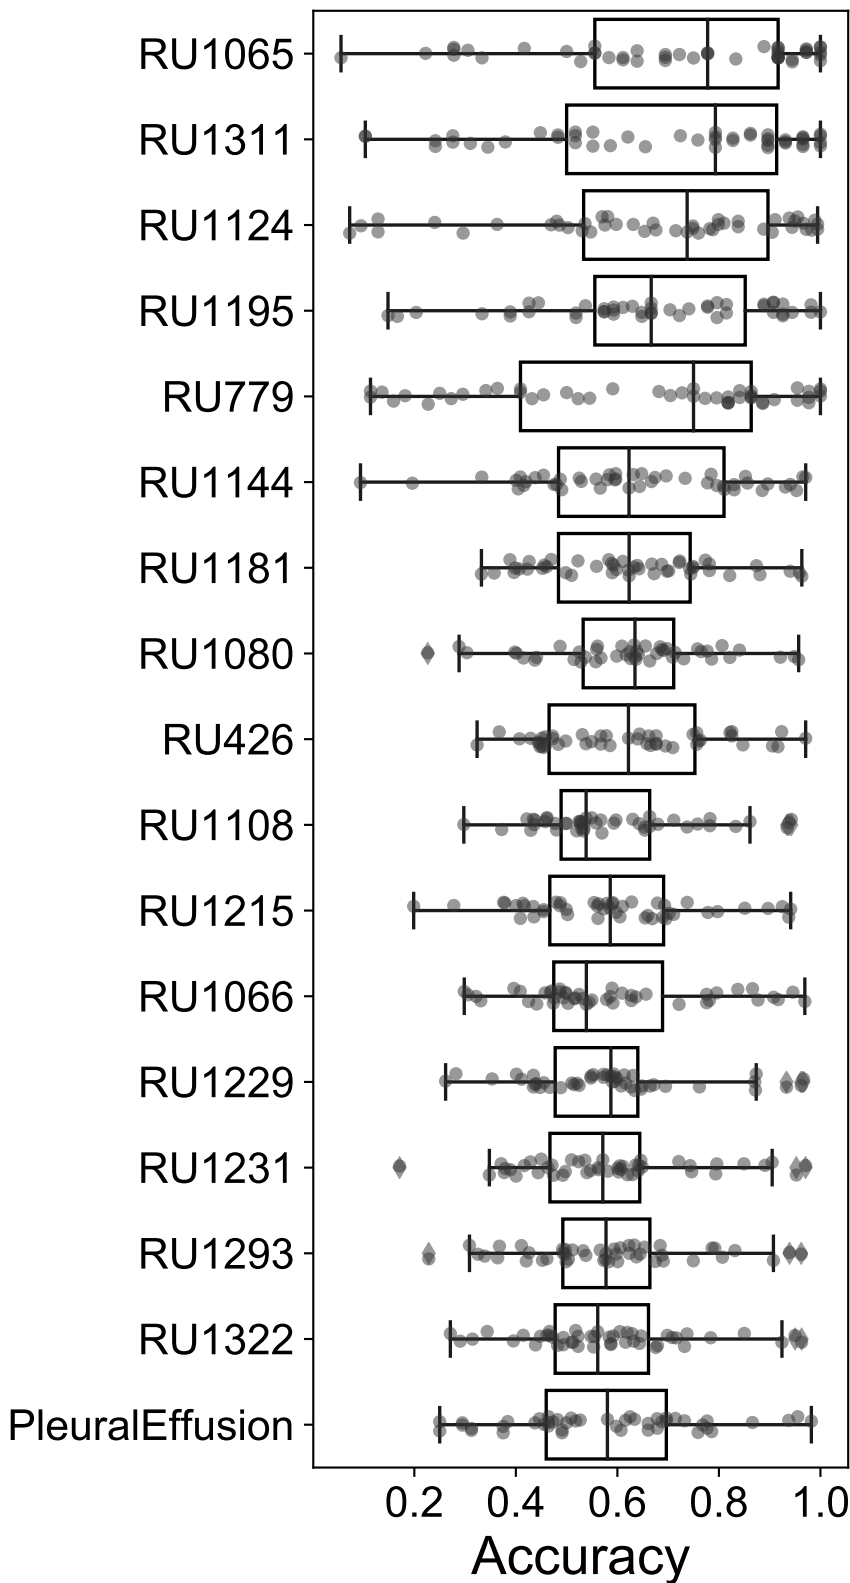 RU1065
RU1311
RU1124
RU1195
RU779
RU1144
RU1181
RU1080
RU426
RU1108
RU1215
RU1066
RU1229
RU1231
RU1293
RU1322
PleuralEffusion
0.2 0.4 0.6 0.8 1.0
Accuracy